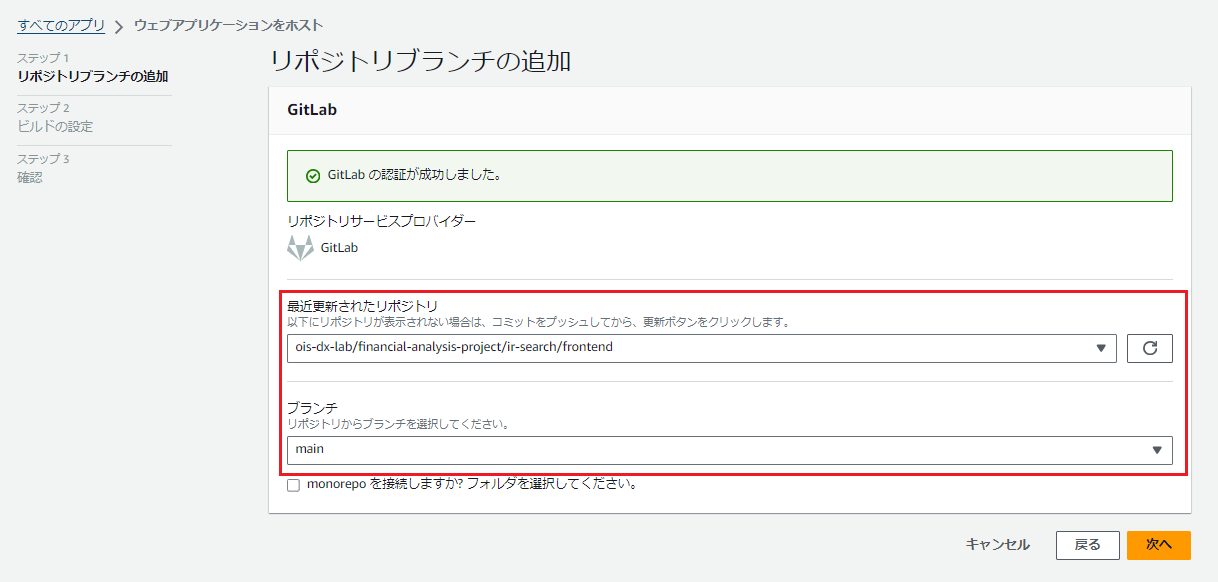 すべてのアプリ > ウェブアプリケーションをホスト
ステップ 1
リポジトリブランチの追加
ステップ 2
ビルドの設定
ステップ 3
確認
リポジトリブランチの追加
GitLab
GitLab の認証が成功しました。
リポジトリサービスプロバイダー
GitLab
最近更新されたリポジトリ
以下にリポジトリが表示されない場合は、コミットをプッシュしてから、更新ボタンをクリックします。
ois-dx-lab/financial-analysis-project/ir-search/frontend
ブランチ
リポジトリからブランチを選択してください。
main
monorepo を接続しますか? フォルダを選択してください。
キャンセル 戻る 次へ